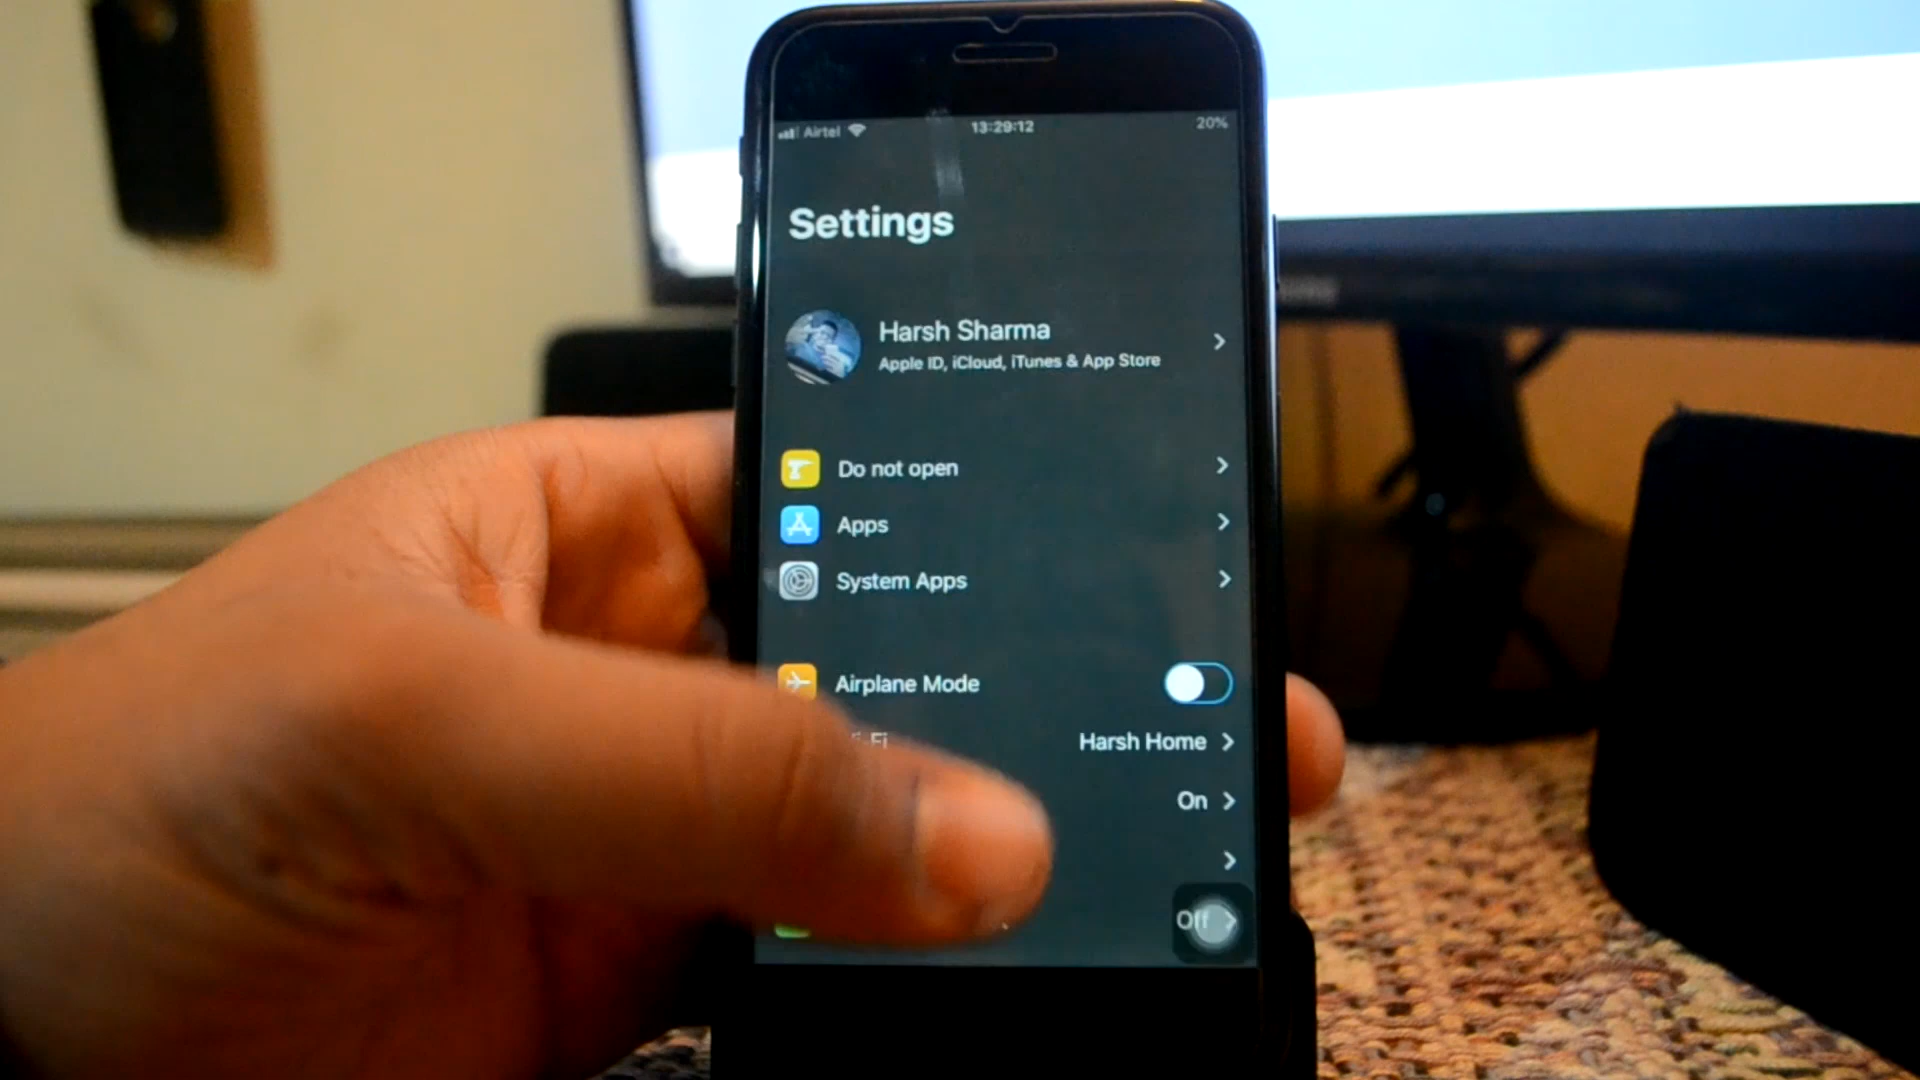 Airtel 13:29:12 20%
Settings
Harsh Sharma
Apple ID, iCloud, iTunes & App Store
Do not open
Apps
System Apps
Airplane Mode
Harsh Home
On
Off